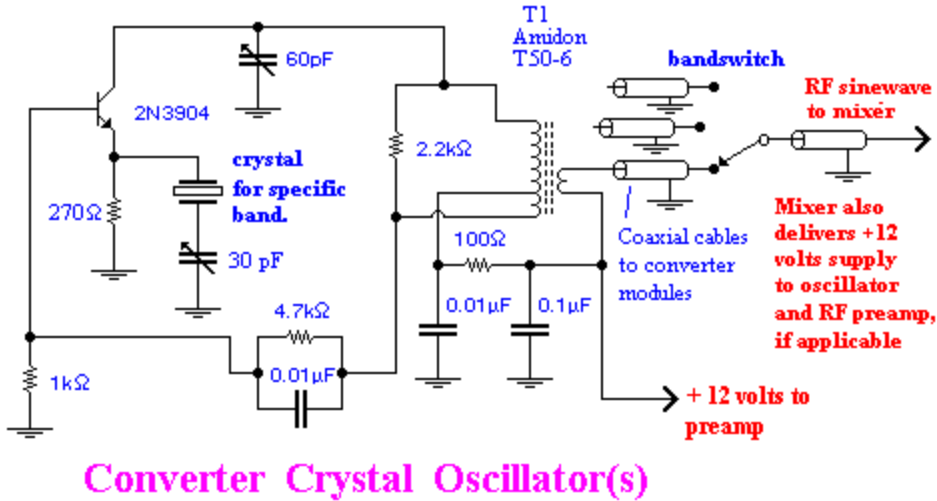 T1
Amidon
T50-6
60pF
bandswitch
RF sinewave
to mixer
2N3904
2.2kΩ
crystal
for specific
band.
270Ω
30 pF
100Ω
Coaxial cables
to converter
modules
Mixer also
delivers +12
volts supply
to oscillator
and RF preamp,
if applicable
0.01µF
0.1µF
4.7kΩ
0.01µF
1kΩ
+ 12 volts to
preamp
Converter Crystal Oscillator(s)